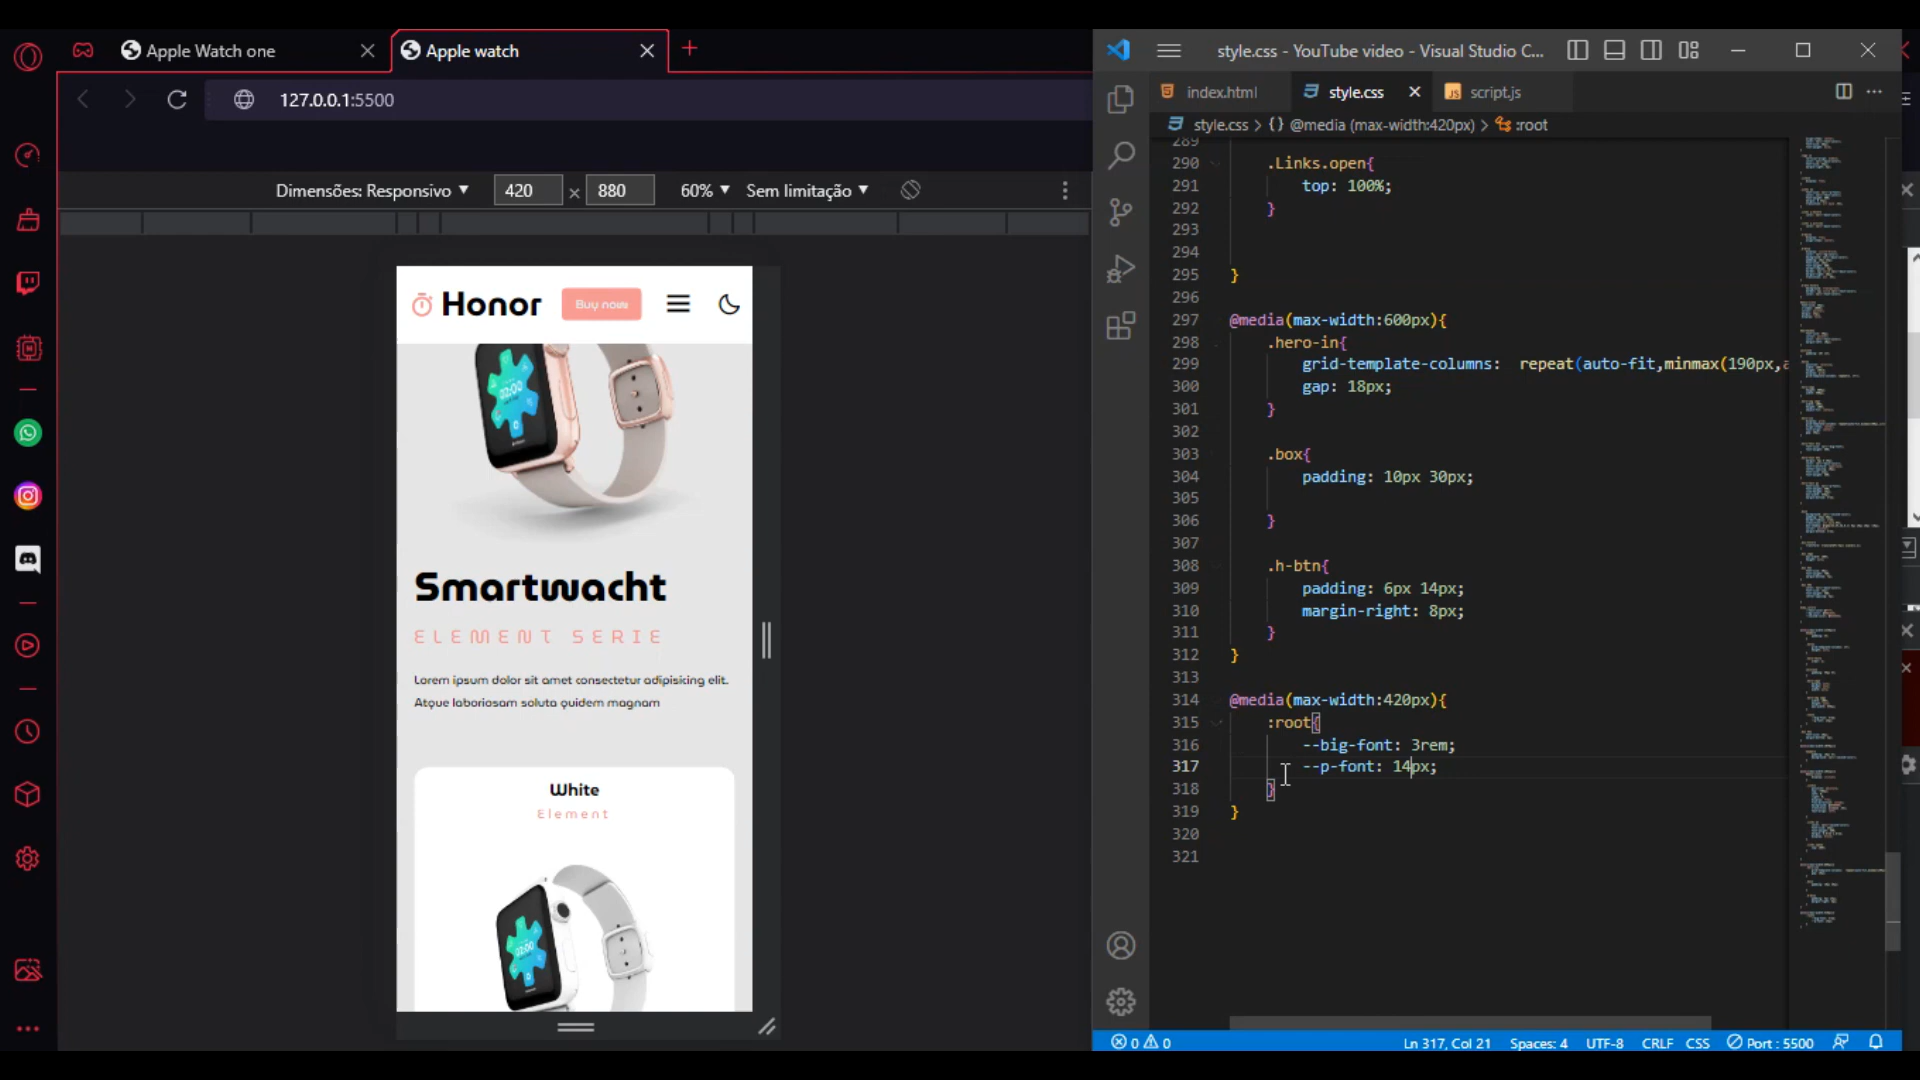 Apple Watch one
Apple watch
127.0.0.1:5500
Dimensões: Responsivo
420
×
880
60%
Sem limitação
Honor
Buy now
Smartwacht
ELEMENT SERIE
Lorem ipsum dolor sit amet consectetur adipisicing elit.
Atque laboriosam soluta quidem magnam
White
Element
style.css - YouTube video - Visual Studio C...
index.html
style.css
script.js
style.css > {} @media (max-width:420px) > :root
289
290 .Links.open{
291 top: 100%;
292 }
293
294
295 }
296
297 @media(max-width:600px){
298 .hero-in{
299 grid-template-columns: repeat(auto-fit,minmax(190px,a
300 gap: 18px;
301 }
302
303 .box{
304 padding: 10px 30px;
305
306 }
307
308 .h-btn{
309 padding: 6px 14px;
310 margin-right: 8px;
311 }
312 }
313
314 @media(max-width:420px){
315 :root{
316 --big-font: 3rem;
317 --p-font: 14px;
318 }
319 }
320
321
0 0
Ln 317, Col 21
Spaces: 4
UTF-8
CRLF
CSS
Port : 5500